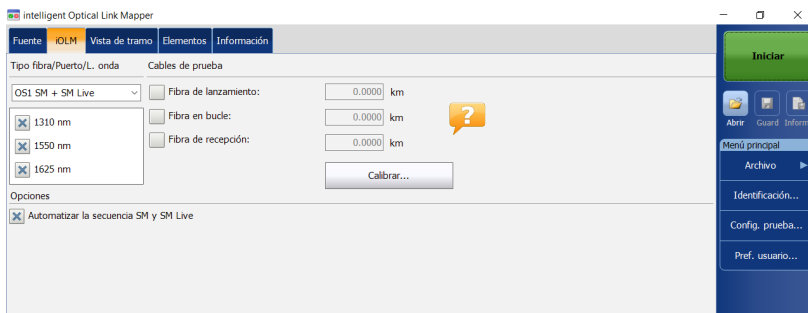 intelligent Optical Link Mapper
Fuente iOLM Vista de tramo Elementos Información
Tipo fibra/Puerto/L. onda Cables de prueba
OS1 SM + SM Live
1310 nm
1550 nm
1625 nm
Fibra de lanzamiento: 0.0000 km
Fibra en bucle: 0.0000 km
Fibra de recepción: 0.0000 km
?
Calibrar...
Opciones
Automatizar la secuencia SM y SM Live
Iniciar
Abrir Guard Inform
Menú principal
Archivo
Identificación...
Config. prueba...
Pref. usuario...